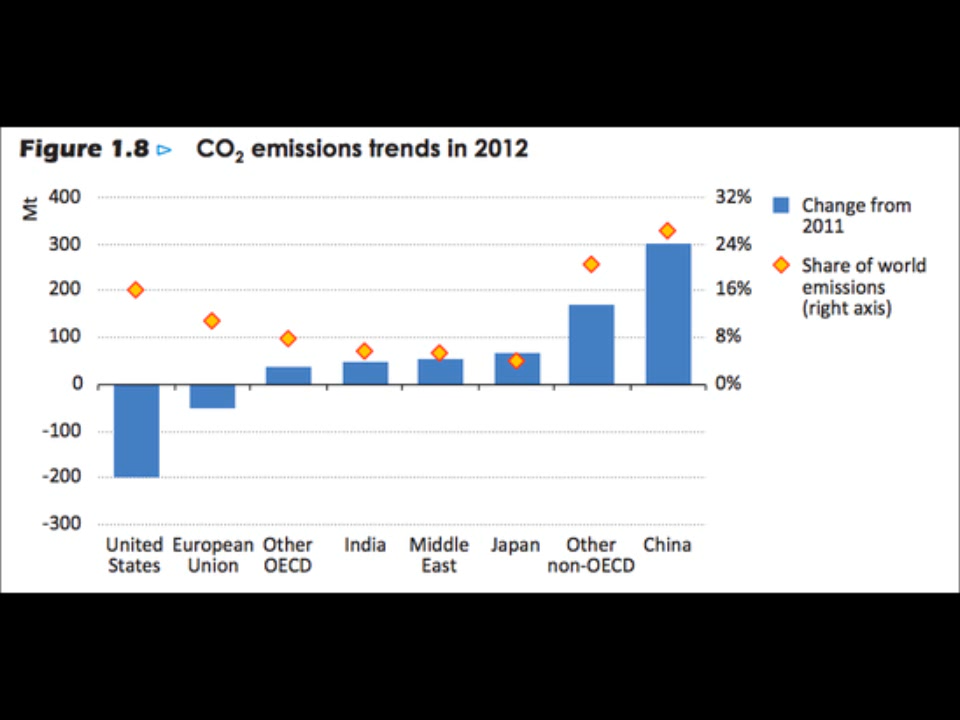 Figure 1.8 ▷ CO₂ emissions trends in 2012
Mt
400
300
200
100
0
-100
-200
-300
32%
24%
16%
8%
0%
Change from
2011
Share of world
emissions
(right axis)
United States
European Union
Other OECD
India
Middle East
Japan
Other non-OECD
China